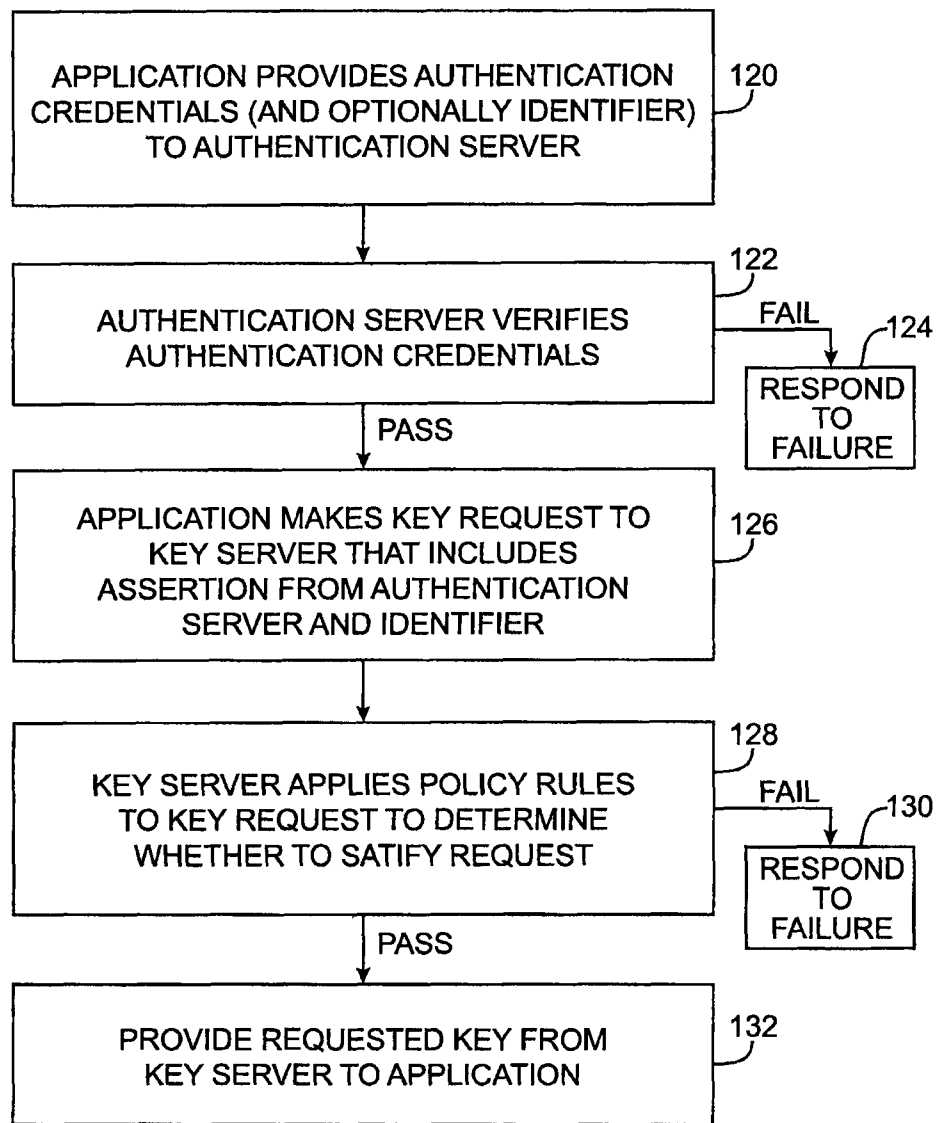 APPLICATION PROVIDES AUTHENTICATION
CREDENTIALS (AND OPTIONALLY IDENTIFIER)
TO AUTHENTICATION SERVER
120
122
AUTHENTICATION SERVER VERIFIES
AUTHENTICATION CREDENTIALS
FAIL
124
RESPOND
TO
FAILURE
PASS
APPLICATION MAKES KEY REQUEST TO
KEY SERVER THAT INCLUDES
ASSERTION FROM AUTHENTICATION
SERVER AND IDENTIFIER
126
128
KEY SERVER APPLIES POLICY RULES
TO KEY REQUEST TO DETERMINE
WHETHER TO SATIFY REQUEST
FAIL
130
RESPOND
TO
FAILURE
PASS
PROVIDE REQUESTED KEY FROM
KEY SERVER TO APPLICATION
132